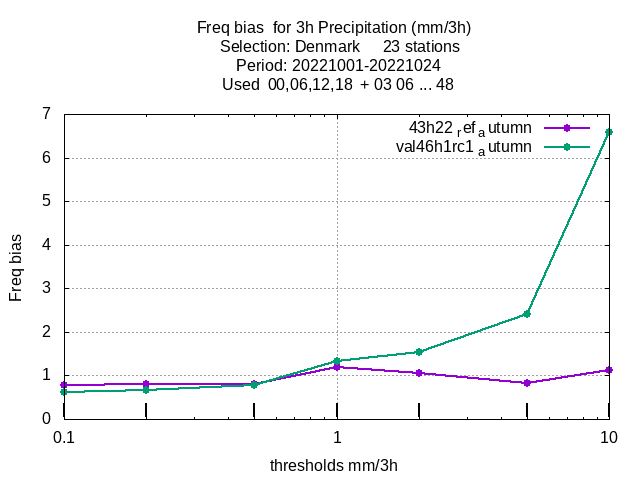 Freq bias  for 3h Precipitation (mm/3h)
Selection: Denmark     23 stations
Period: 20221001-20221024
Used  00,06,12,18  + 03 06 ... 48
7
6
5
4
3
2
1
0
Freq bias
43h22 ref a utumn
val46h1rc1 a utumn
0.1
1
10
thresholds mm/3h